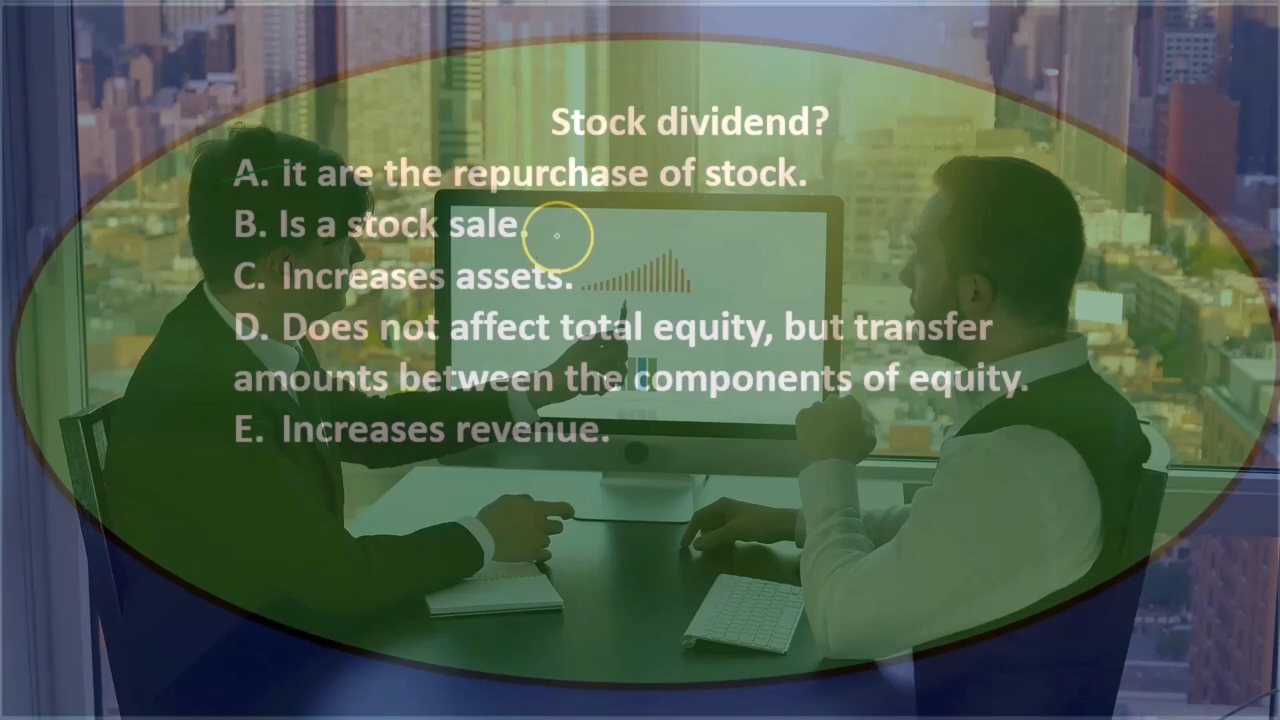 Stock dividend?
A. it are the repurchase of stock.
B. Is a stock sale.
C. Increases assets.
D. Does not affect total equity, but transfer
amounts between the components of equity.
E. Increases revenue.